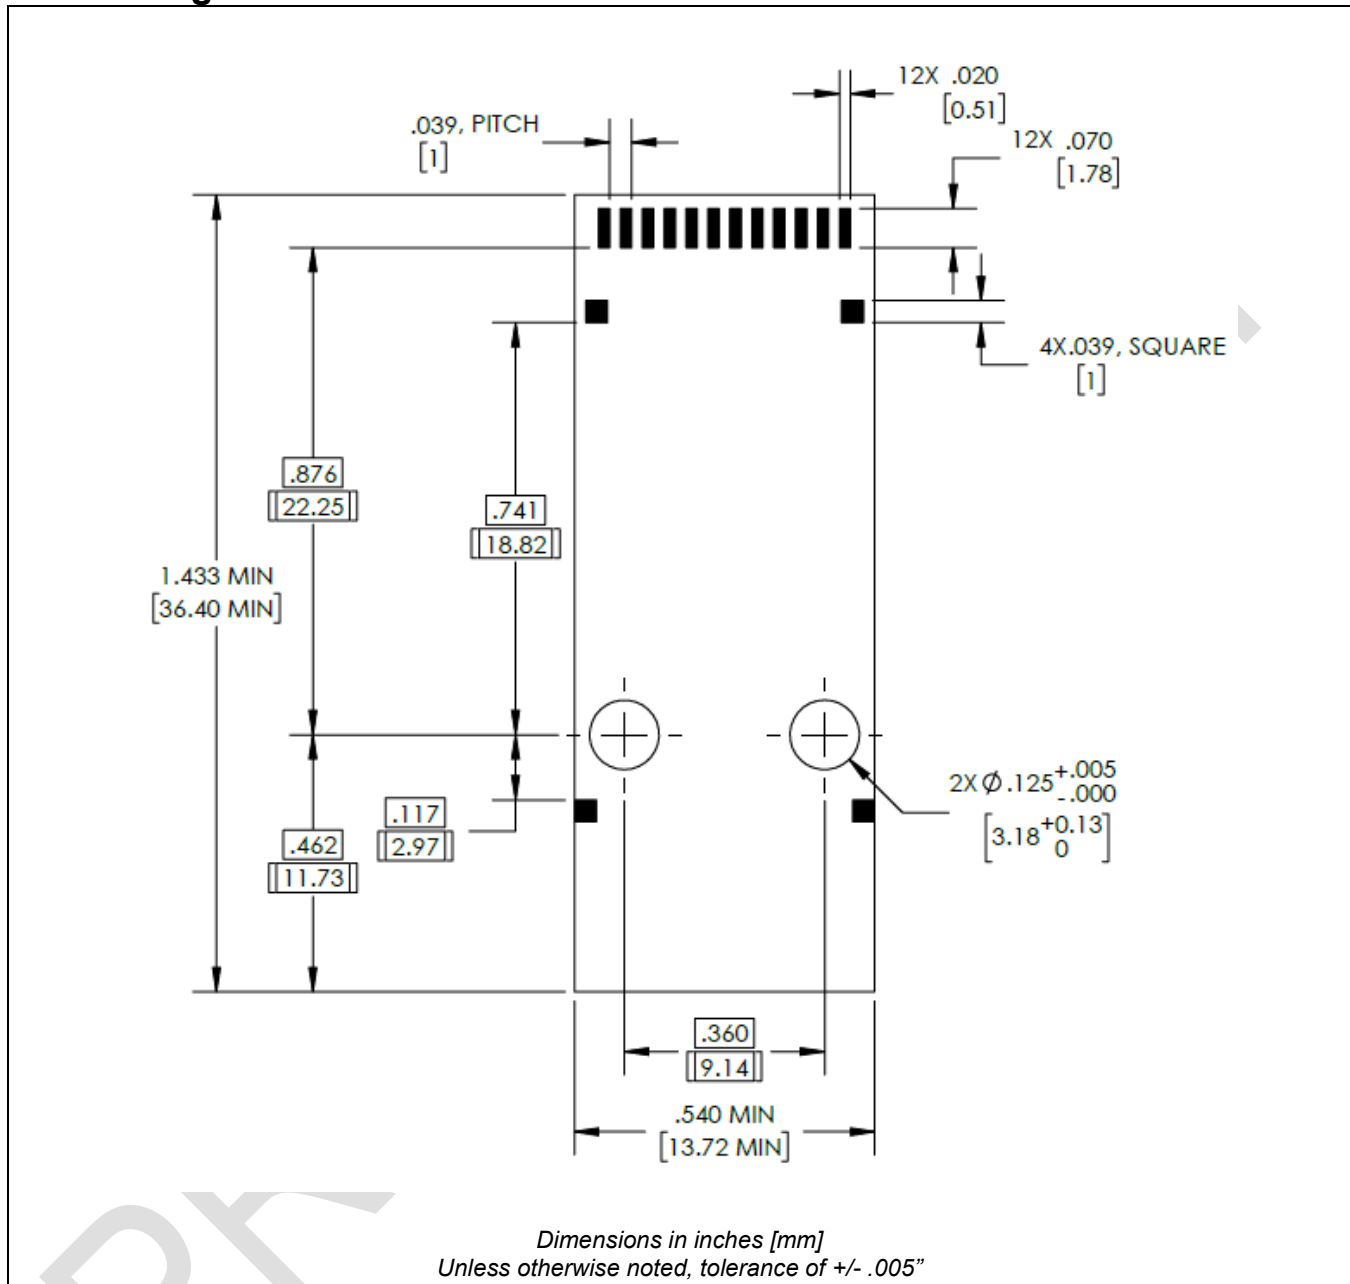 12X .020
[0.51]
.039, PITCH
[1]
12X .070
[1.78]
4X.039, SQUARE
[1]
.876
[22.25]
.741
[18.82]
1.433 MIN
[36.40 MIN]
2X Ø .125 +.005 -.000
[3.18 +0.13 0]
.117
[2.97]
.462
[11.73]
.360
[9.14]
.540 MIN
[13.72 MIN]
Dimensions in inches [mm]
Unless otherwise noted, tolerance of +/- .005”